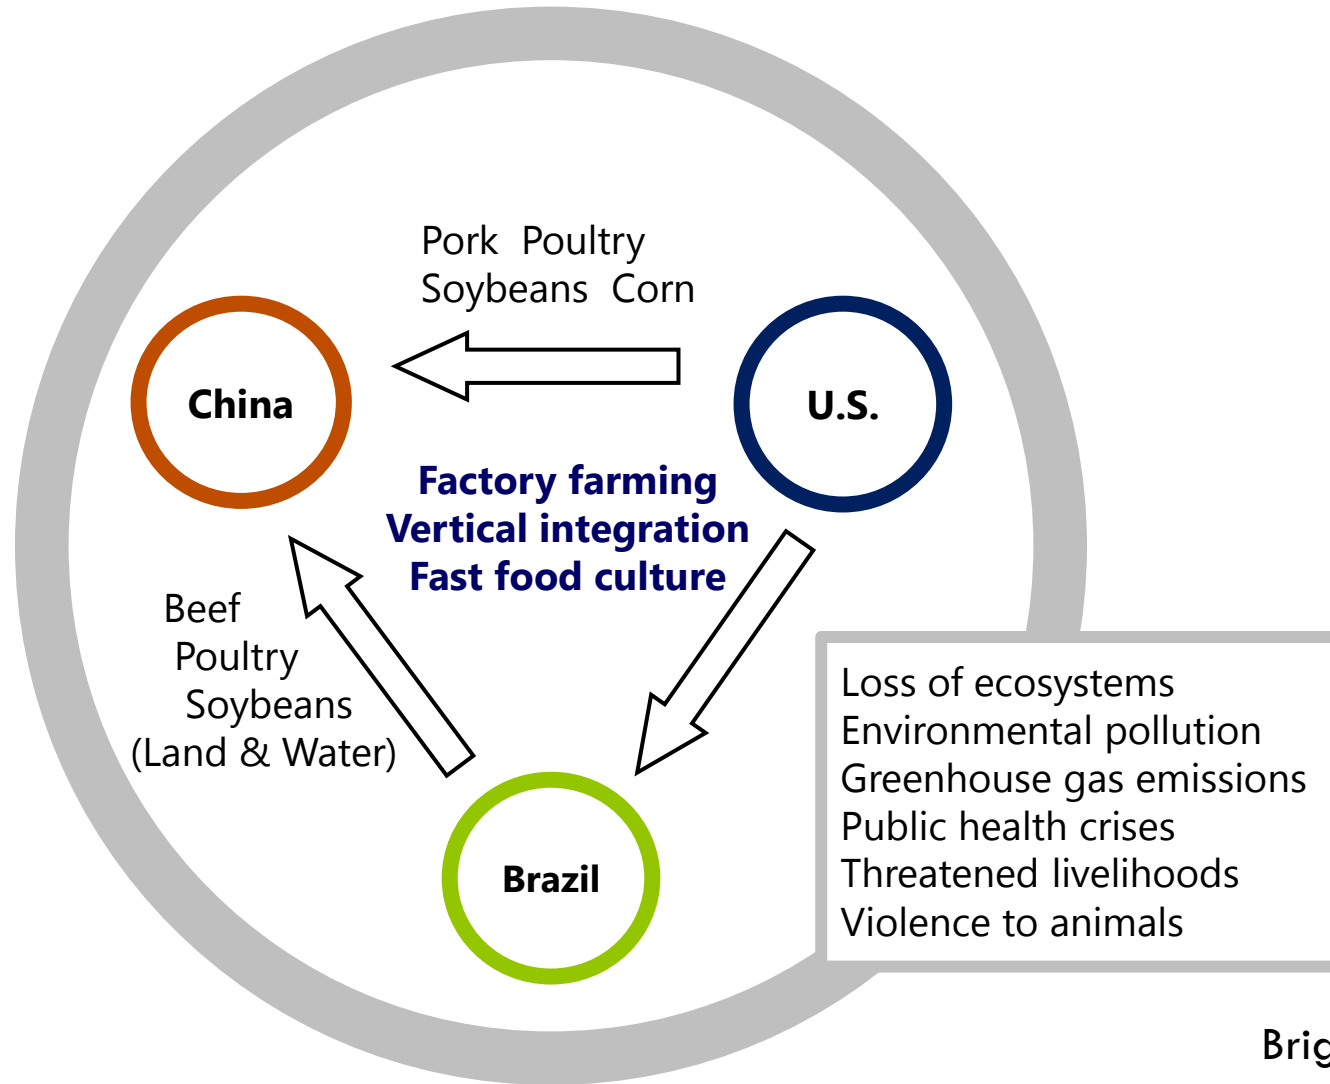 Pork Poultry
Soybeans Corn
China
U.S.
Factory farming
Vertical integration
Fast food culture
Beef
Poultry
Soybeans
(Land & Water)
Brazil
Loss of ecosystems
Environmental pollution
Greenhouse gas emissions
Public health crises
Threatened livelihoods
Violence to animals
Brig